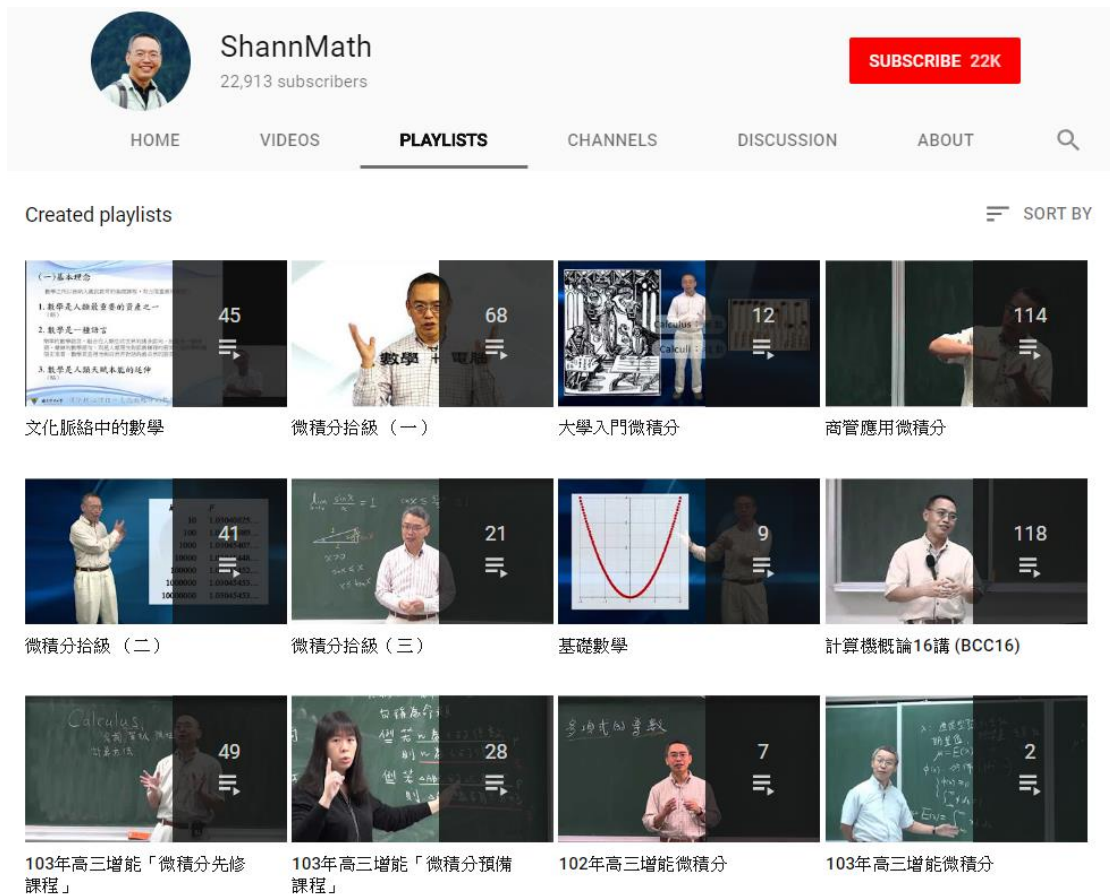 ShannMath
22,913 subscribers
SUBSCRIBE 22K
HOME VIDEOS PLAYLISTS CHANNELS DISCUSSION ABOUT
Created playlists
SORT BY
(一)基本理念
1. 數學是人類最重要的資產之一
2. 數學是一種語言
3. 數學是人類天賦本能的延伸
45
數學 + 電腦
68
Calculus
Calculi
12
114
文化脈絡中的數學
微積分拾級 (一)
大學入門微積分
商管應用微積分
41
21
9
118
微積分拾級 (二)
微積分拾級 (三)
基礎數學
計算機概論16講 (BCC16)
Calculus
49
28
多項式的導數
7
2
103年高三增能「微積分先修
課程」
103年高三增能「微積分預備
課程」
102年高三增能微積分
103年高三增能微積分